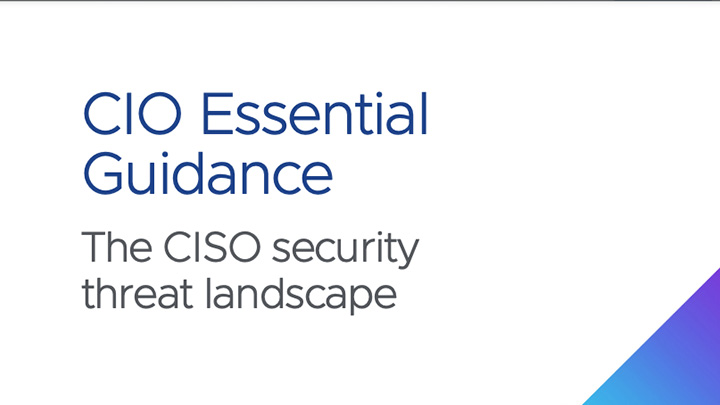 CIO Essential
Guidance
The CISO security
threat landscape